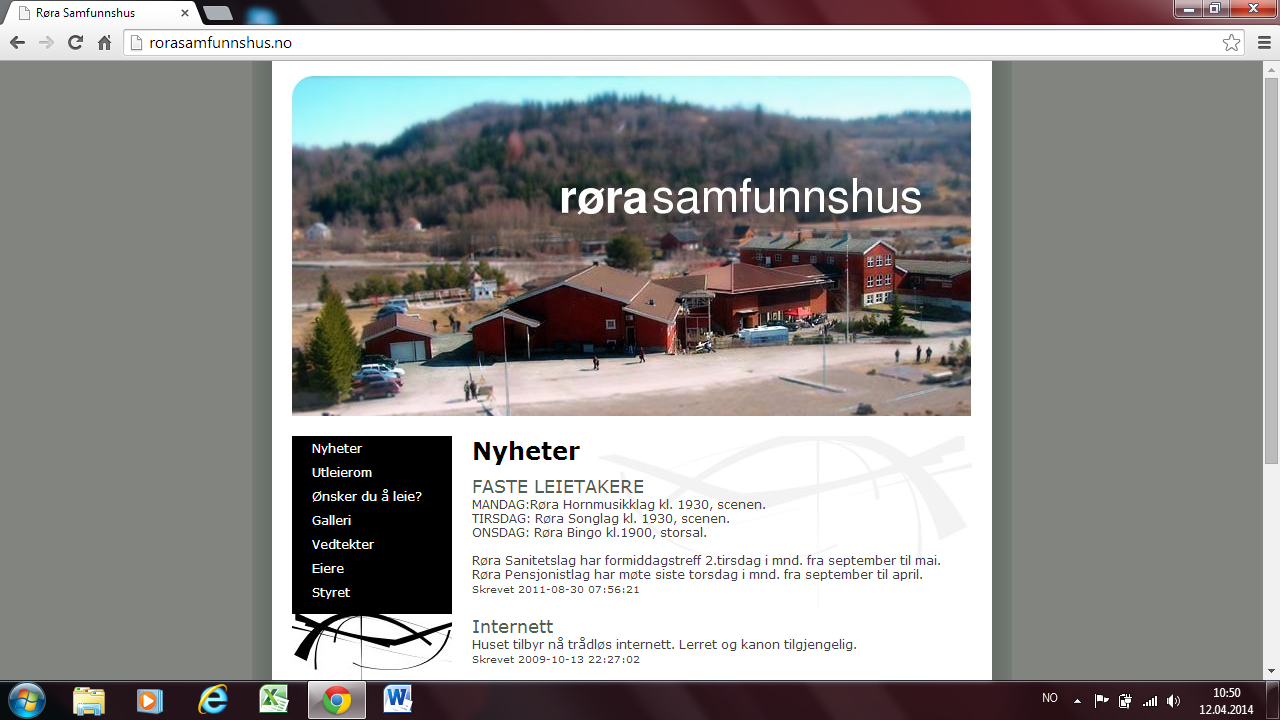 Røra Samfunnshus
rorasamfunnshus.no
røra samfunnshus
Nyheter
Utleierom
Ønsker du å leie?
Galleri
Vedtekter
Eiere
Styret
Nyheter
FASTE LEIETAKERE
MANDAG:Røra Hornmusikklag kl. 1930, scenen.
TIRSDAG: Røra Songlag kl. 1930, scenen.
ONSDAG: Røra Bingo kl.1900, storsal.
Røra Sanitetslag har formiddagstreff 2.tirsdag i mnd. fra september til mai.
Røra Pensjonistlag har møte siste torsdag i mnd. fra september til april.
Skrevet 2011-08-30 07:56:21
Internett
Huset tilbyr nå trådløs internett. Lerret og kanon tilgjengelig.
Skrevet 2009-10-13 22:27:02
NO
10:50
12.04.2014